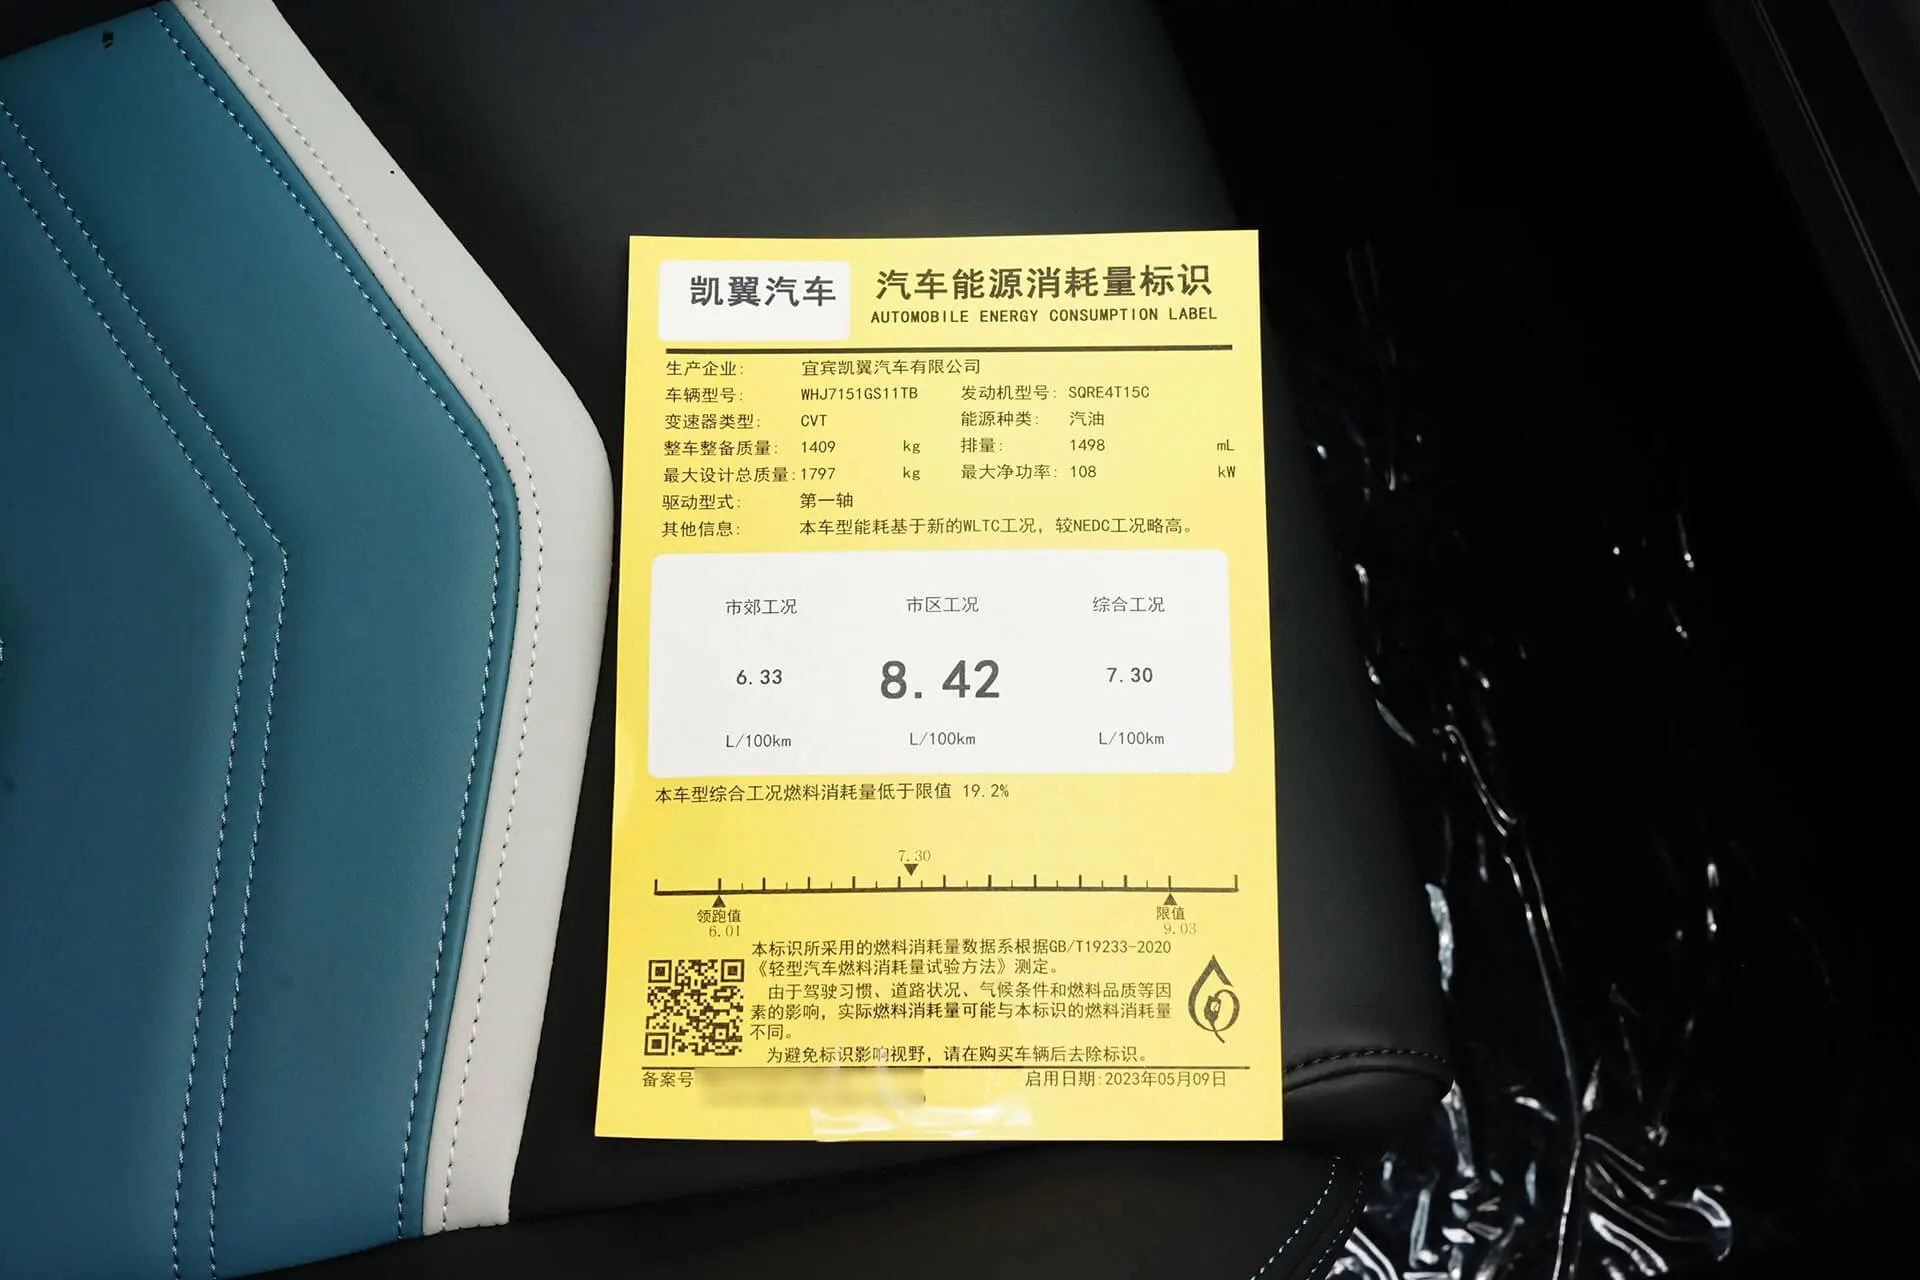 凯翼汽车
汽车能源消耗量标识
AUTOMOBILE ENERGY CONSUMPTION LABEL
生产企业: 宜宾凯翼汽车有限公司
车辆型号: WHJ7151GS11TB 发动机型号: SQRE4T15C
变速器类型: CVT 能源种类: 汽油
整车整备质量: 1409 kg 排量: 1498 mL
最大设计总质量: 1797 kg 最大净功率: 108 kW
驱动型式: 第一轴
其他信息: 本车型能耗基于新的WLTC工况，较NEDC工况略高。
市郊工况 市区工况 综合工况
6.33 8.42 7.30
L/100km L/100km L/100km
本车型综合工况燃料消耗量低于限值 19.2%
7.30
领跑值 限值
6.01 9.03
本标识所采用的燃料消耗量数据系根据GB/T19233-2020
《轻型汽车燃料消耗量试验方法》测定。
由于驾驶习惯、道路状况、气候条件和燃料品质等因
素的影响，实际燃料消耗量可能与本标识的燃料消耗量
不同。
为避免标识影响视野，请在购买车辆后去除标识。
备案号 启用日期:2023年05月09日